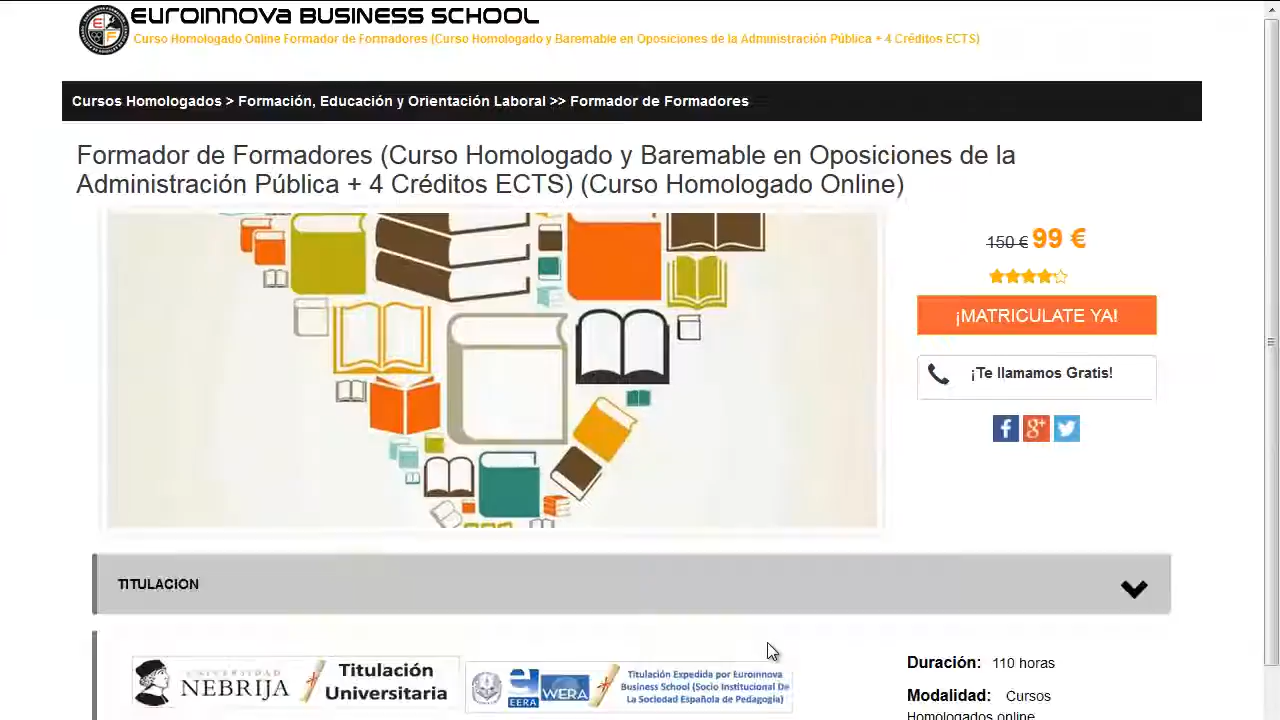 Euroinnova BUSINESS SCHOOL
Curso Homologado Online Formador de Formadores (Curso Homologado y Baremable en Oposiciones de la Administración Pública + 4 Créditos ECTS)
Cursos Homologados > Formación, Educación y Orientación Laboral >> Formador de Formadores
Formador de Formadores (Curso Homologado y Baremable en Oposiciones de la
Administración Pública + 4 Créditos ECTS) (Curso Homologado Online)
150 € 99 €
¡MATRICULATE YA!
¡Te llamamos Gratis!
TITULACION
UNIVERSIDAD
NEBRIJA
Titulación
Universitaria
EERA
WERA
Titulación Expedida por Euroinnova
Business School (Socio Institucional De
La Sociedad Española de Pedagogía)
Duración: 110 horas
Modalidad: Cursos
Homologados online